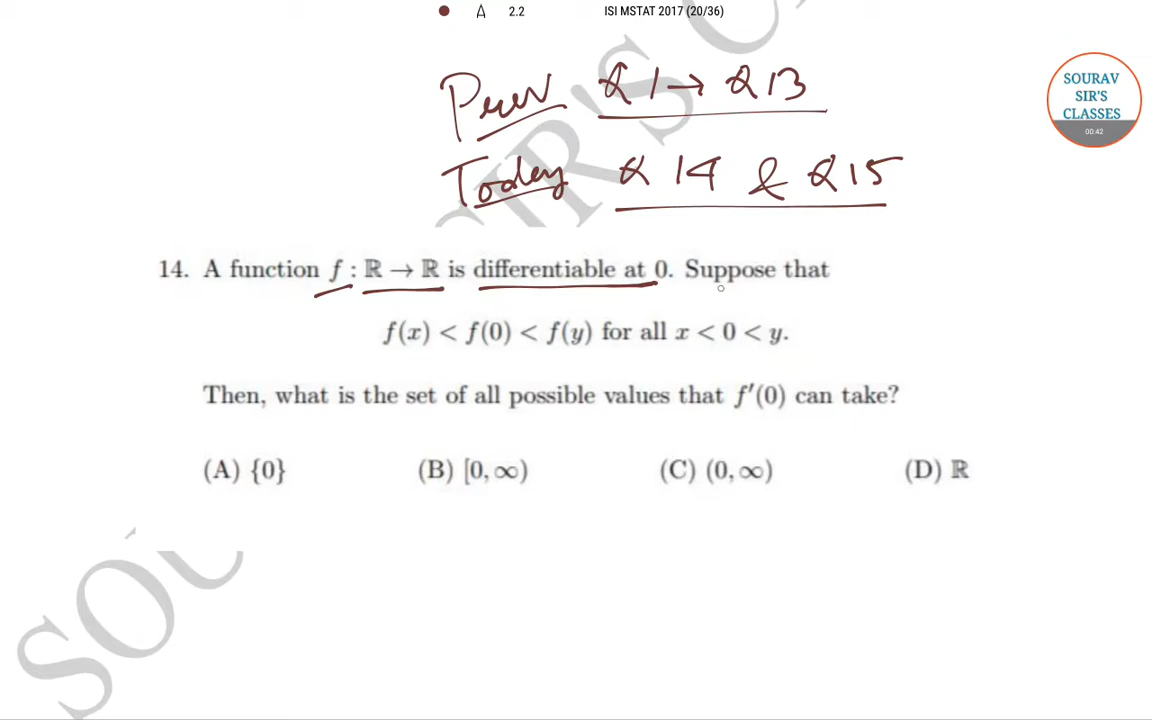 A 2.2 ISI MSTAT 2017 (20/36)
SOURAV
SIR'S
CLASSES
00:42
Prev Q1 → Q13
Today Q 14 & Q15
14. A function f : ℝ → ℝ is differentiable at 0. Suppose that
f(x) < f(0) < f(y) for all x < 0 < y.
Then, what is the set of all possible values that f′(0) can take?
(A) {0} (B) [0, ∞) (C) (0, ∞) (D) ℝ